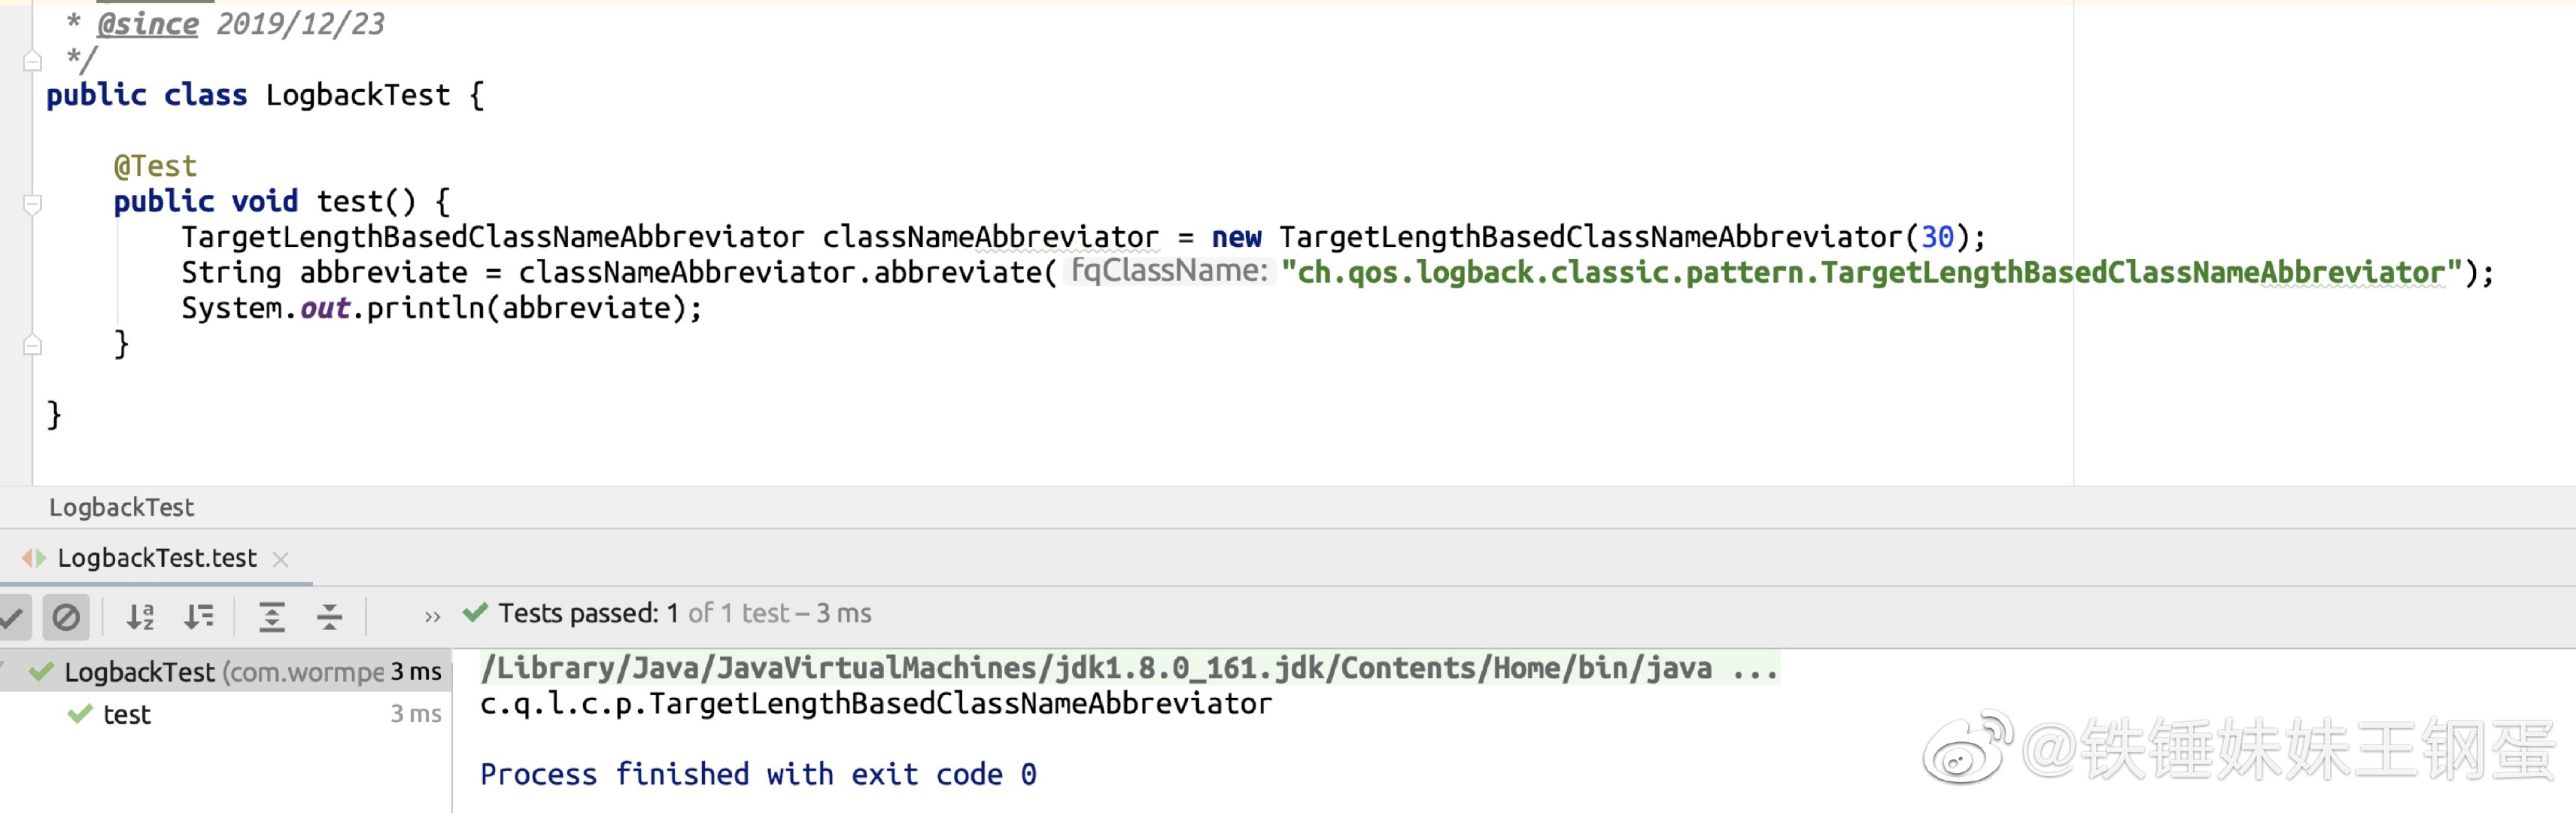 * @since 2019/12/23
*/
public class LogbackTest {
@Test
public void test() {
TargetLengthBasedClassNameAbbreviator classNameAbbreviator = new TargetLengthBasedClassNameAbbreviator(30);
String abbreviate = classNameAbbreviator.abbreviate( fqClassName: "ch.qos.logback.classic.pattern.TargetLengthBasedClassNameAbbreviator");
System.out.println(abbreviate);
}
}
LogbackTest
LogbackTest.test
Tests passed: 1 of 1 test – 3 ms
LogbackTest (com.wormpe 3 ms
test 3 ms
/Library/Java/JavaVirtualMachines/jdk1.8.0_161.jdk/Contents/Home/bin/java ...
c.q.l.c.p.TargetLengthBasedClassNameAbbreviator
Process finished with exit code 0
@铁锤妹妹王钢蛋